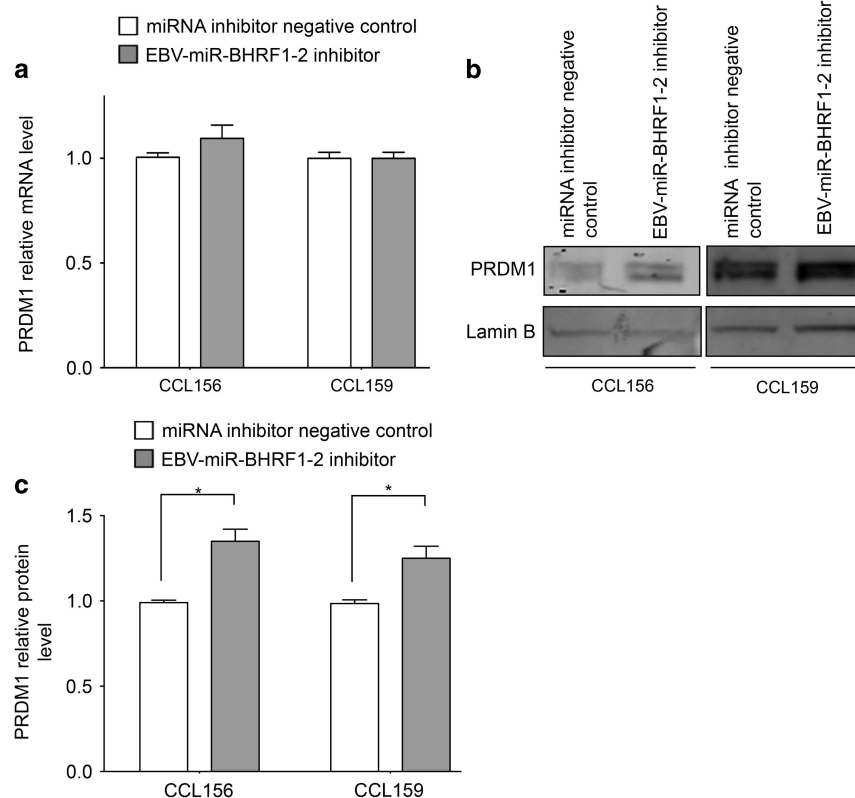 miRNA inhibitor negative control
EBV-miR-BHRF1-2 inhibitor
a
PRDM1 relative mRNA level
1.0
0.5
0.0
CCL156
CCL159
b
miRNA inhibitor negative
control
EBV-miR-BHRF1-2 inhibitor
miRNA inhibitor negative
control
EBV-miR-BHRF1-2 inhibitor
PRDM1
Lamin B
CCL156
CCL159
miRNA inhibitor negative control
EBV-miR-BHRF1-2 inhibitor
c
PRDM1 relative protein
level
1.5
1.0
0.5
0.0
*
*
CCL156
CCL159